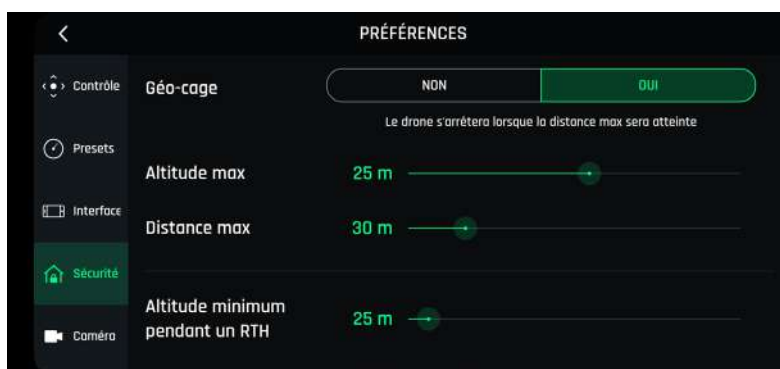 PRÉFÉRENCES
Contrôle
Géo-cage
NON
OUI
Le drone s'arrêtera lorsque la distance max sera atteinte
Presets
Altitude max
25 m
Interface
Distance max
30 m
Sécurité
Altitude minimum
pendant un RTH
25 m
Caméra